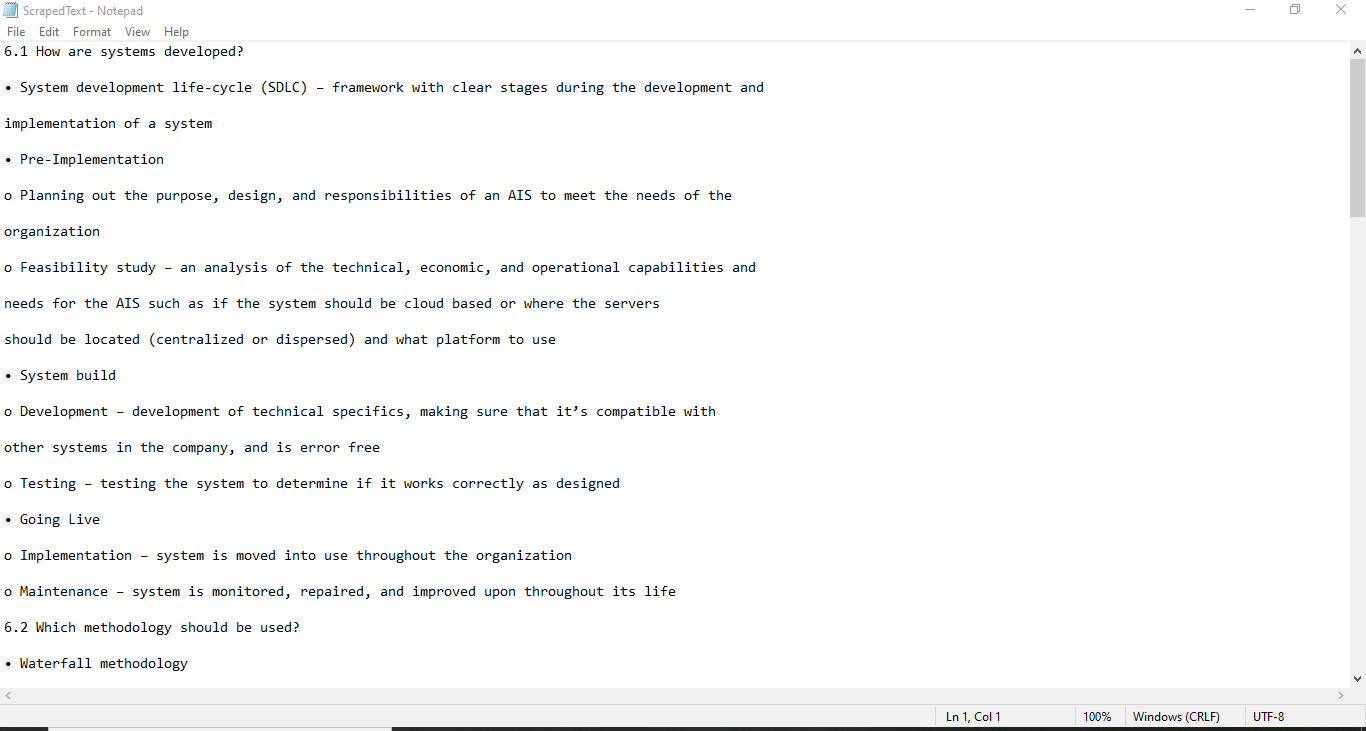 ScrapedText - Notepad
File Edit Format View Help
6.1 How are systems developed?
• System development life-cycle (SDLC) – framework with clear stages during the development and
implementation of a system
• Pre-Implementation
o Planning out the purpose, design, and responsibilities of an AIS to meet the needs of the
organization
o Feasibility study – an analysis of the technical, economic, and operational capabilities and
needs for the AIS such as if the system should be cloud based or where the servers
should be located (centralized or dispersed) and what platform to use
• System build
o Development – development of technical specifics, making sure that it’s compatible with
other systems in the company, and is error free
o Testing – testing the system to determine if it works correctly as designed
• Going Live
o Implementation – system is moved into use throughout the organization
o Maintenance – system is monitored, repaired, and improved upon throughout its life
6.2 Which methodology should be used?
• Waterfall methodology
Ln 1, Col 1 100% Windows (CRLF) UTF-8